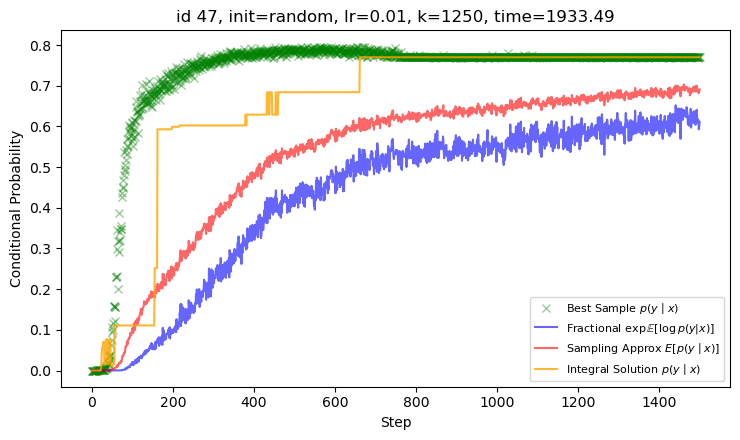 id 47, init=random, lr=0.01, k=1250, time=1933.49
Conditional Probability
0.8
0.7
0.6
0.5
0.4
0.3
0.2
0.1
0.0
Best Sample p(y | x)
Fractional exp𝔼[log p(y|x)]
Sampling Approx E[p(y | x)]
Integral Solution p(y | x)
0 200 400 600 800 1000 1200 1400
Step